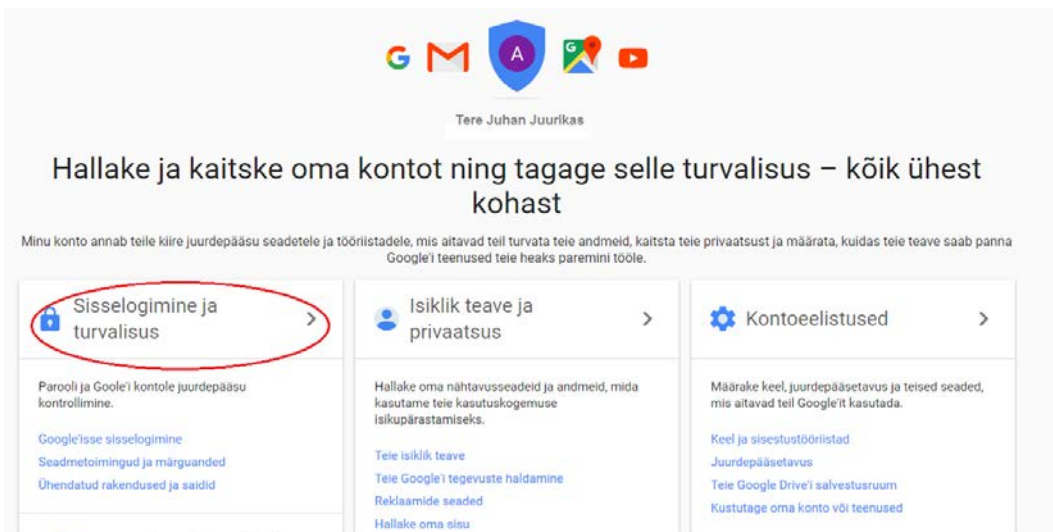 A
Tere Juhan Juurikas
Hallake ja kaitske oma kontot ning tagage selle turvalisus – kõik ühest
kohast
Minu konto annab teile kiire juurdepääsu seadetele ja tööriistadele, mis aitavad teil turvata teie andmeid, kaitsta teie privaatsust ja määrata, kuidas teie teave saab panna
Google'i teenused teie heaks paremini tööle.
Sisselogimine ja
turvalisus
Parooli ja Goole'i kontole juurdepääsu
kontrollimine.
Google'isse sisselogimine
Seadmetoimingud ja märguanded
Ühendatud rakendused ja saidid
Isiklik teave ja
privaatsus
Hallake oma nähtavusseadeid ja andmeid, mida
kasutame teie kasutuskogemuse
isikupärastamiseks.
Teie isiklik teave
Teie Google'i tegevuste haldamine
Reklaamide seaded
Hallake oma sisu
Kontoeelistused
Määrake keel, juurdepääsetavus ja teised seaded,
mis aitavad teil Google'it kasutada.
Keel ja sisestustööriistad
Juurdepääsetavus
Teie Google Drive'i salvestusruum
Kustutage oma konto või teenused